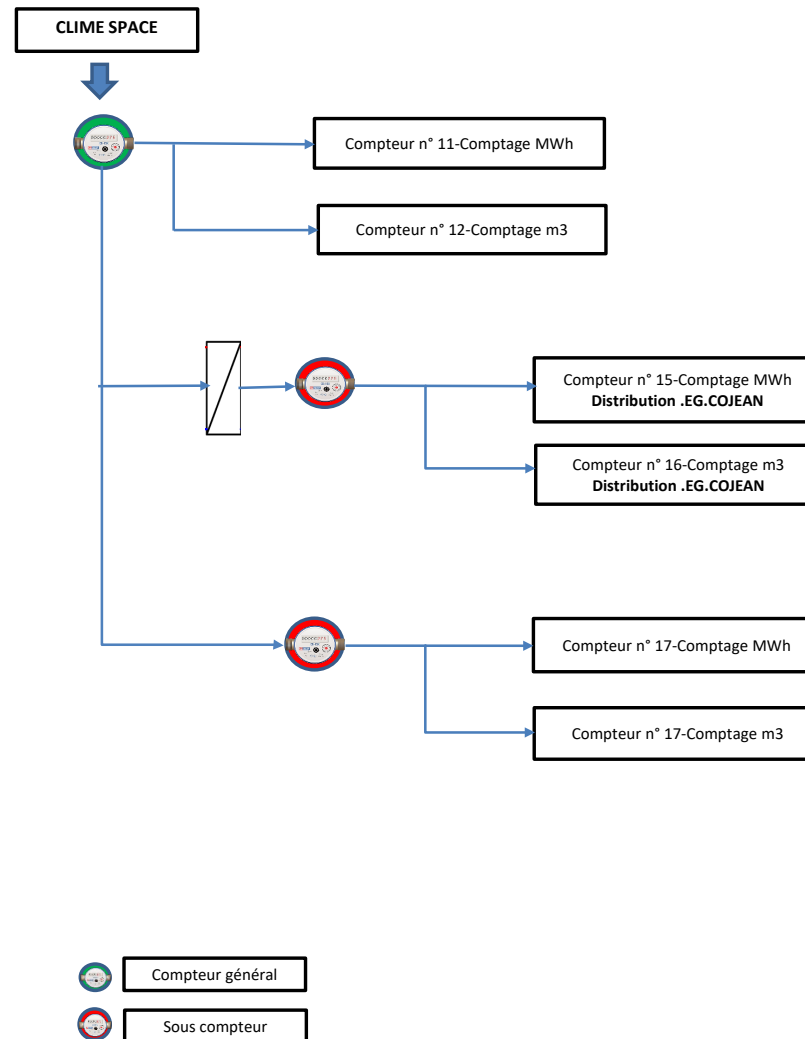 CLIME SPACE
Compteur n° 11-Comptage MWh
Compteur n° 12-Comptage m3
Compteur n° 15-Comptage MWh
Distribution .EG.COJEAN
Compteur n° 16-Comptage m3
Distribution .EG.COJEAN
Compteur n° 17-Comptage MWh
Compteur n° 17-Comptage m3
Compteur général
Sous compteur